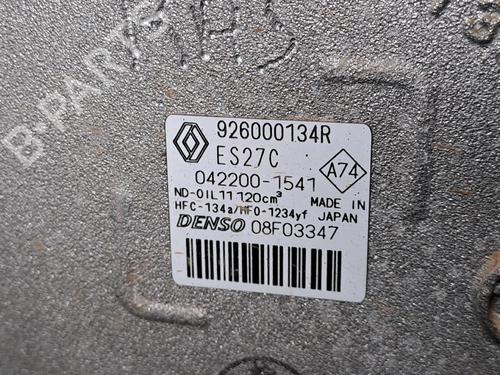 B-PARTS
926000134R
ES27C
A74
042200-1541
ND-OIL11 120cm³
HFC-134a/HFO-1234yf
MADE IN
JAPAN
DENSO 08F03347